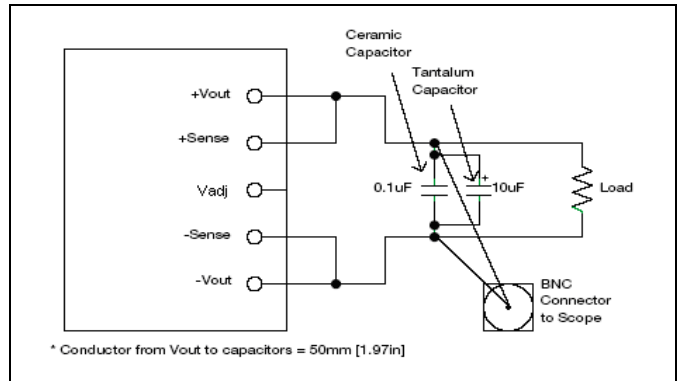 Ceramic
Capacitor
Tantalum
Capacitor
+Vout
+Sense
Vadj
-Sense
-Vout
0.1uF
+
10uF
Load
BNC
Connector
to Scope
* Conductor from Vout to capacitors = 50mm [1.97in]